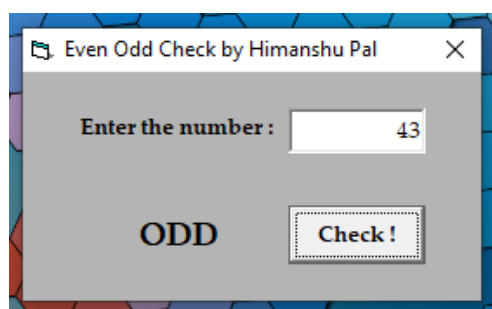 Even Odd Check by Himanshu Pal
Enter the number : 43
ODD Check !